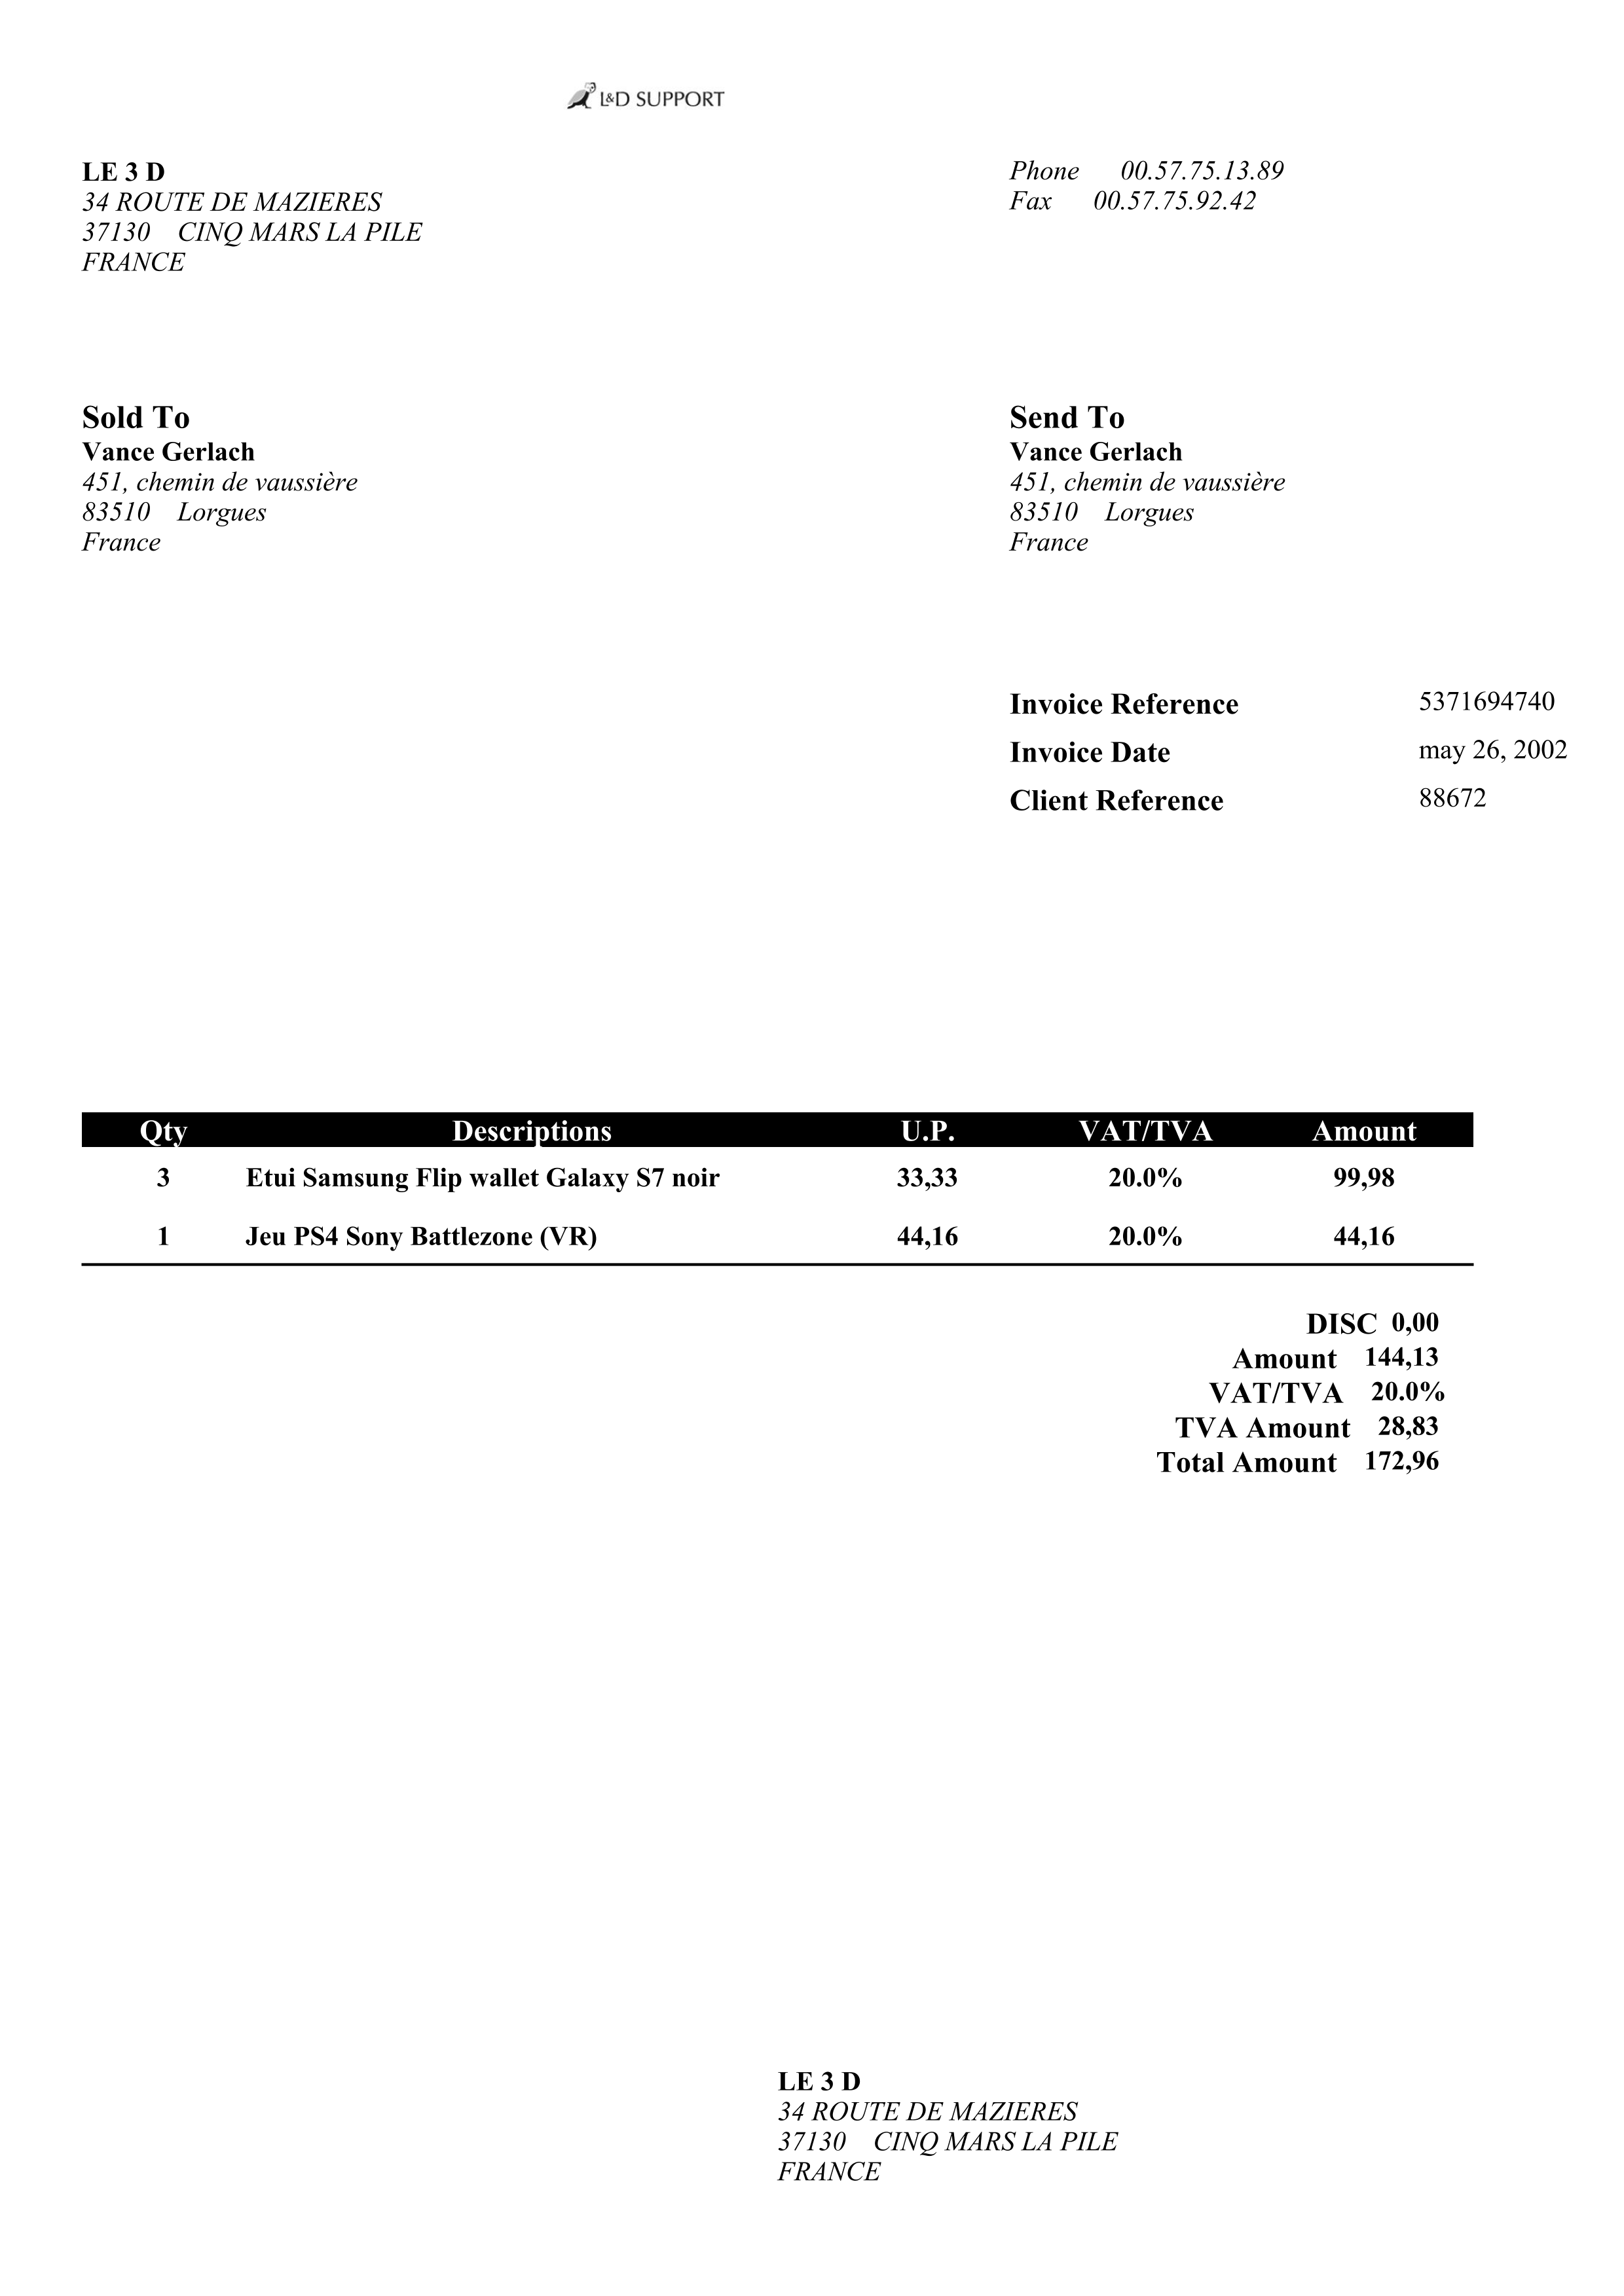 L&D SUPPORT
LE 3 D
34 ROUTE DE MAZIERES
37130 CINQ MARS LA PILE
FRANCE
Phone 00.57.75.13.89
Fax 00.57.75.92.42
Sold To
Vance Gerlach
451, chemin de vaussière
83510 Lorgues
France
Send To
Vance Gerlach
451, chemin de vaussière
83510 Lorgues
France
Invoice Reference 5371694740
Invoice Date may 26, 2002
Client Reference 88672
Qty Descriptions U.P. VAT/TVA Amount
3 Etui Samsung Flip wallet Galaxy S7 noir 33,33 20.0% 99,98
1 Jeu PS4 Sony Battlezone (VR) 44,16 20.0% 44,16
DISC 0,00
Amount 144,13
VAT/TVA 20.0%
TVA Amount 28,83
Total Amount 172,96
LE 3 D
34 ROUTE DE MAZIERES
37130 CINQ MARS LA PILE
FRANCE